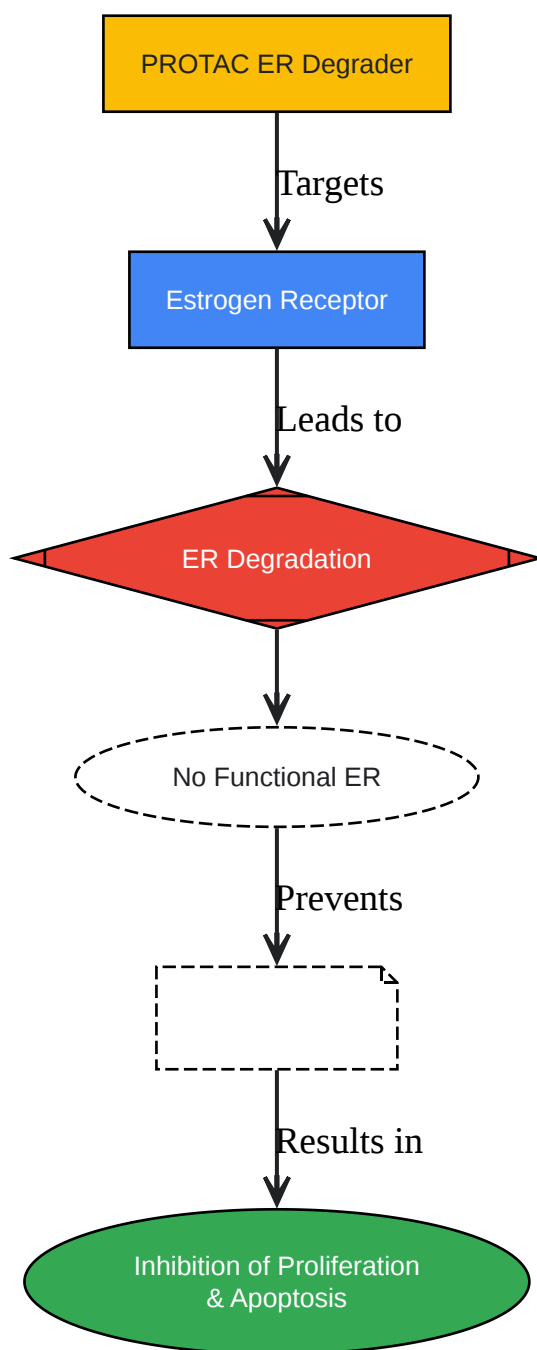 PROTAC ER Degrader
Targets
Estrogen Receptor
Leads to
ER Degradation
No Functional ER
Prevents
Results in
Inhibition of Proliferation
& Apoptosis